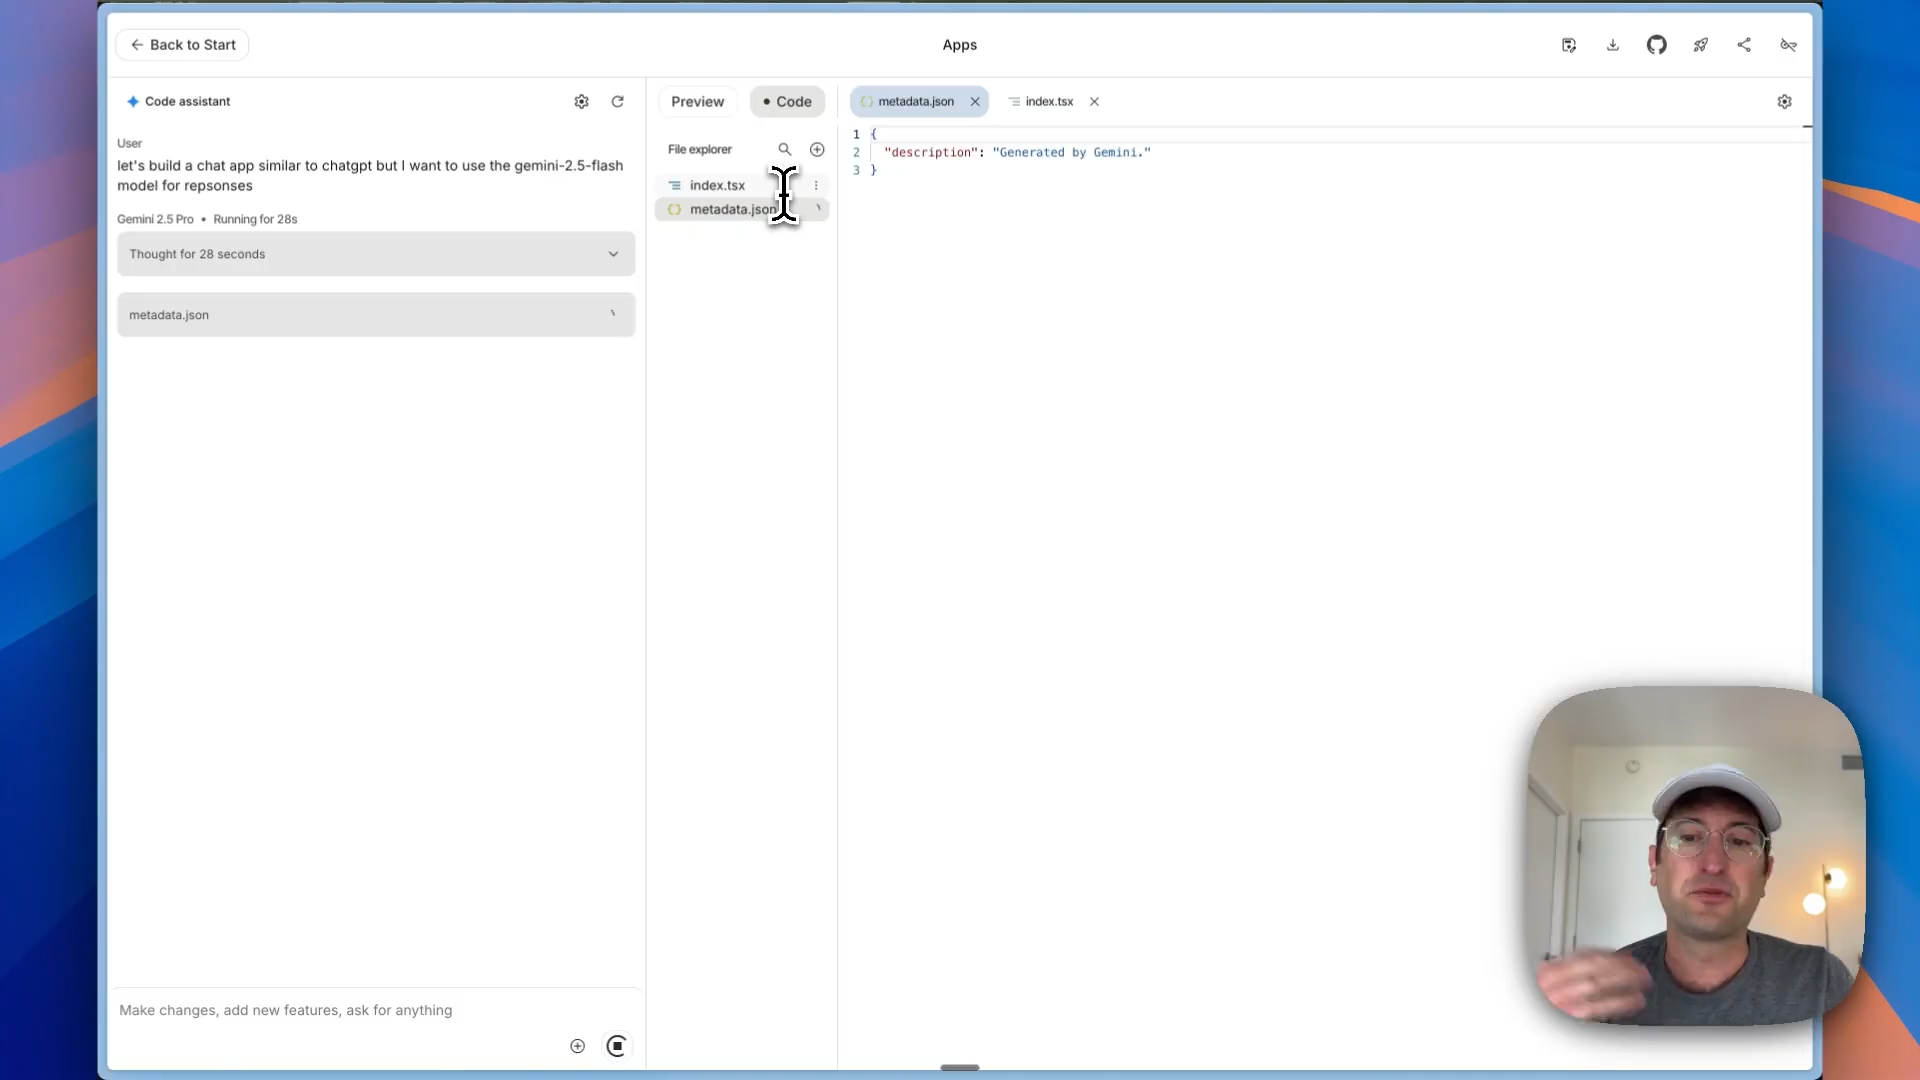 Back to Start
Apps
Code assistant
User
let's build a chat app similar to chatgpt but I want to use the gemini-2.5-flash
model for repsonses
Gemini 2.5 Pro • Running for 28s
Thought for 28 seconds
metadata.json
Make changes, add new features, ask for anything
Preview
Code
File explorer
index.tsx
metadata.json
metadata.json
index.tsx
1 {
2 "description": "Generated by Gemini."
3 }